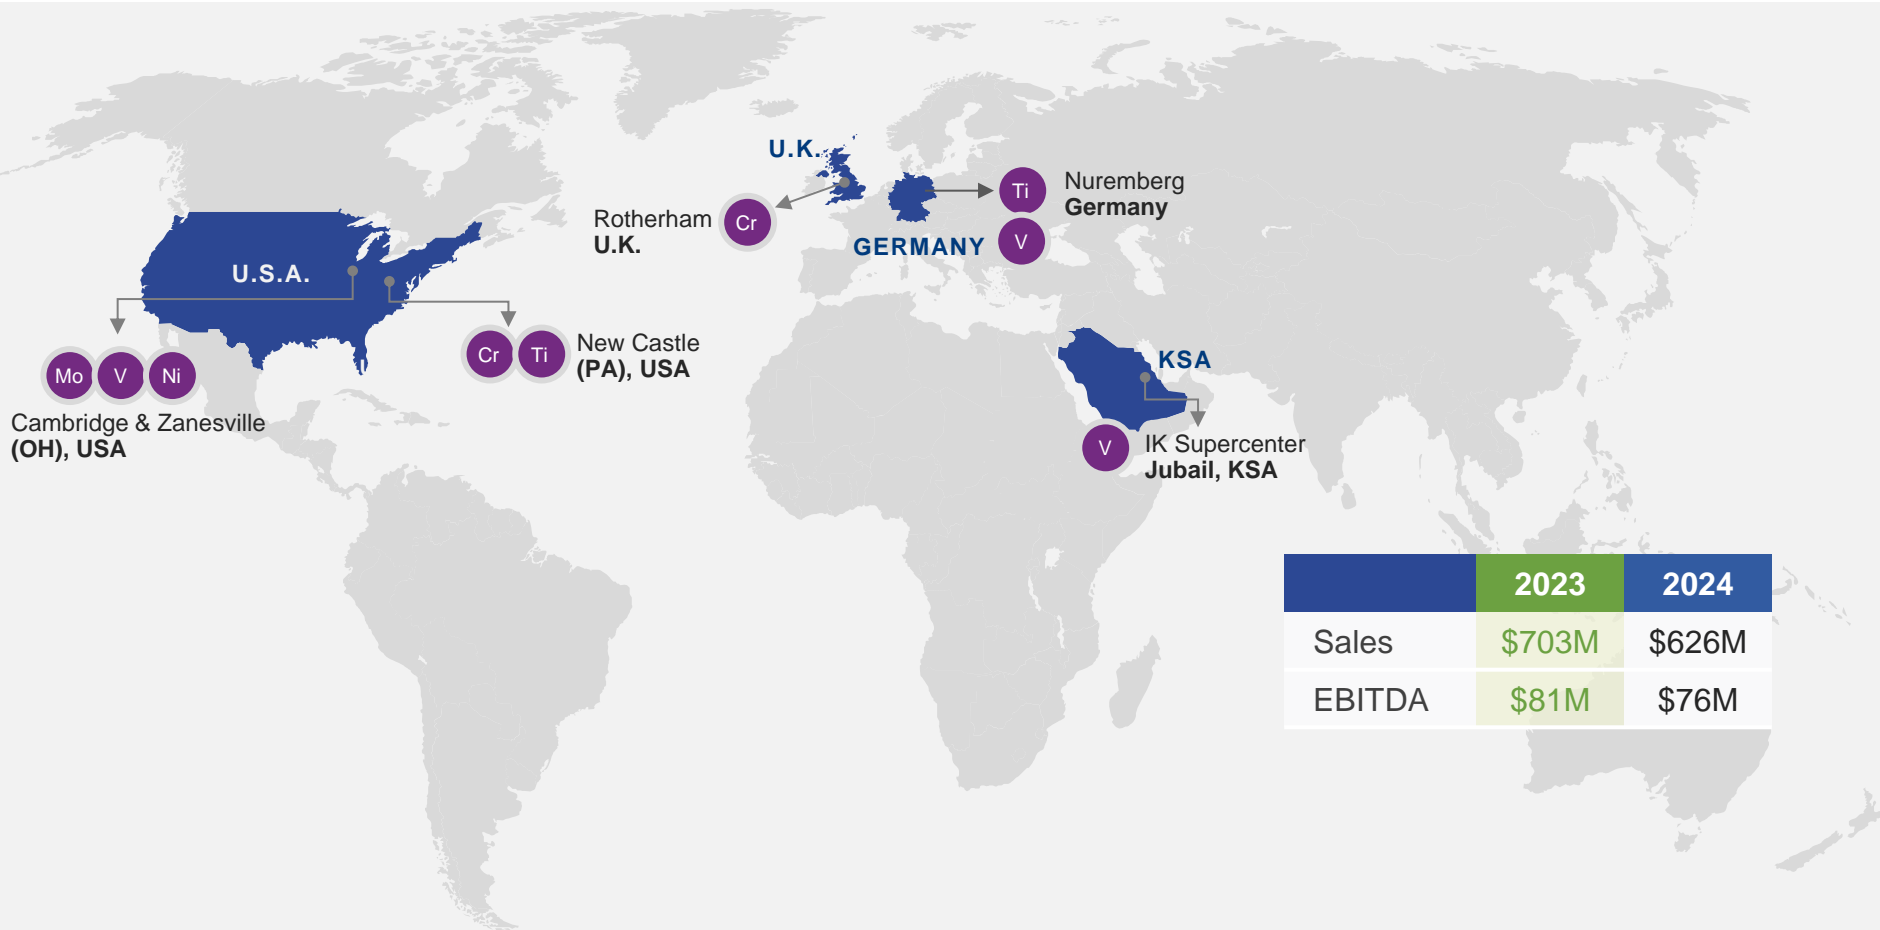 U.S.A.
Mo V Ni
Cambridge & Zanesville
(OH), USA
Cr Ti
New Castle
(PA), USA
U.K.
Rotherham
U.K.
Cr
GERMANY
Ti
V
Nuremberg
Germany
KSA
V
IK Supercenter
Jubail, KSA
2023 2024
Sales $703M $626M
EBITDA $81M $76M